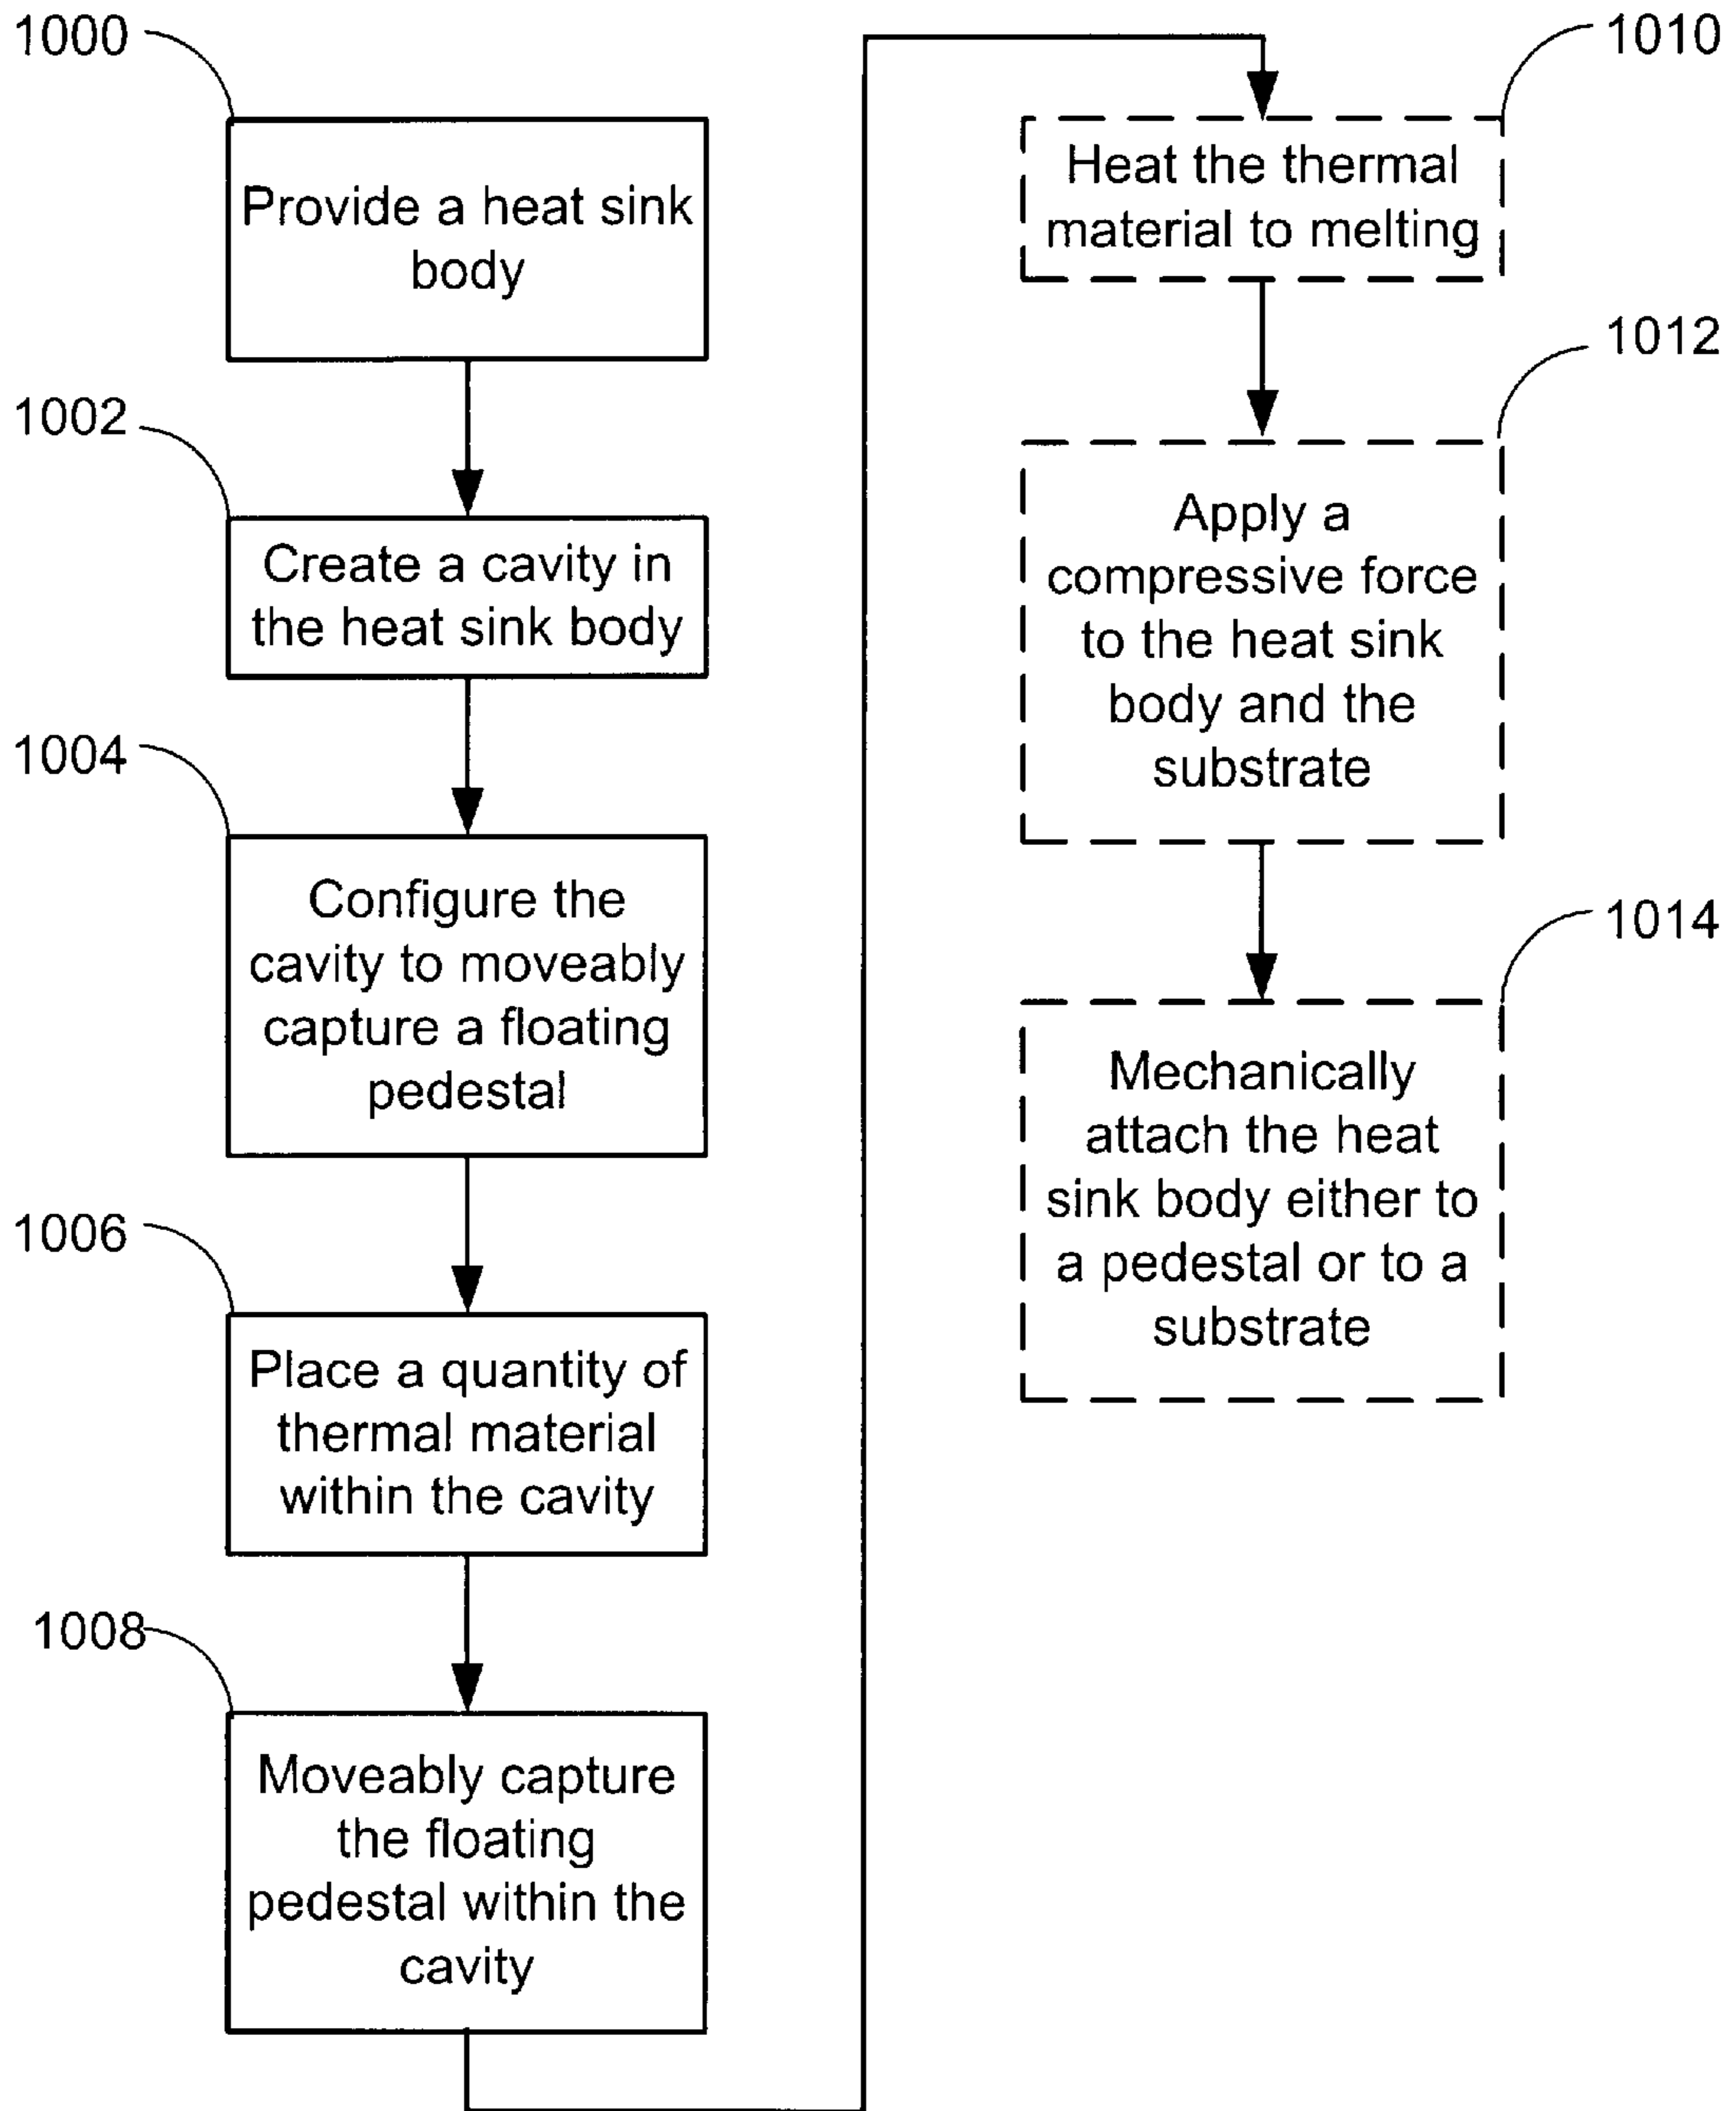 1000
Provide a heat sink
body
1002
Create a cavity in
the heat sink body
1004
Configure the
cavity to moveably
capture a floating
pedestal
1006
Place a quantity of
thermal material
within the cavity
1008
Moveably capture
the floating
pedestal within the
cavity
1010
Heat the thermal
material to melting
1012
Apply a
compressive force
to the heat sink
body and the
substrate
1014
Mechanically
attach the heat
sink body either to
a pedestal or to a
substrate